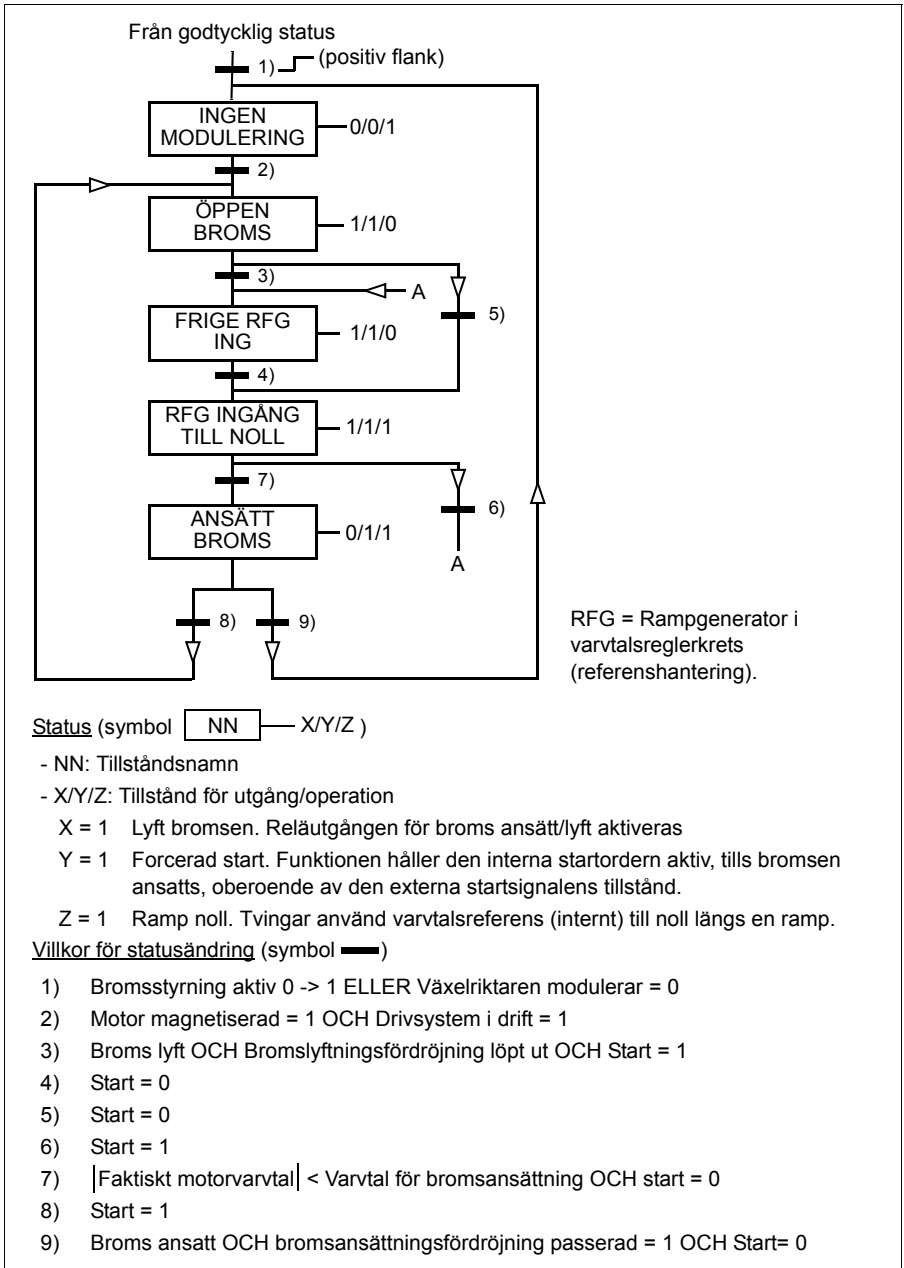 Från godtycklig status
1) (positiv flank)
INGEN
MODULERING
0/0/1
2)
ÖPPEN
BROMS
1/1/0
3)
A
5)
FRIGE RFG
ING
1/1/0
4)
RFG INGÅNG
TILL NOLL
1/1/1
7)
6)
ANSÄTT
BROMS
0/1/1
A
8)
9)
RFG = Rampgenerator i
varvtalsreglerkrets
(referenshantering).
Status (symbol NN X/Y/Z )
- NN: Tillståndsnamn
- X/Y/Z: Tillstånd för utgång/operation
X = 1 Lyft bromsen. Reläutgången för broms ansätt/lyft aktiveras
Y = 1 Forcerad start. Funktionen håller den interna startordern aktiv, tills bromsen
ansatts, oberoende av den externa startsignalens tillstånd.
Z = 1 Ramp noll. Tvingar använd varvtalsreferens (internt) till noll längs en ramp.
Villkor för statusändring (symbol )
1) Bromsstyrning aktiv 0 -> 1 ELLER Växelriktaren modulerar = 0
2) Motor magnetiserad = 1 OCH Drivsystem i drift = 1
3) Broms lyft OCH Bromslyftningsfördröjning löpt ut OCH Start = 1
4) Start = 0
5) Start = 0
6) Start = 1
7) |Faktiskt motorvarvtal| < Varvtal för bromsansättning OCH start = 0
8) Start = 1
9) Broms ansatt OCH bromsansättningsfördröjning passerad = 1 OCH Start= 0